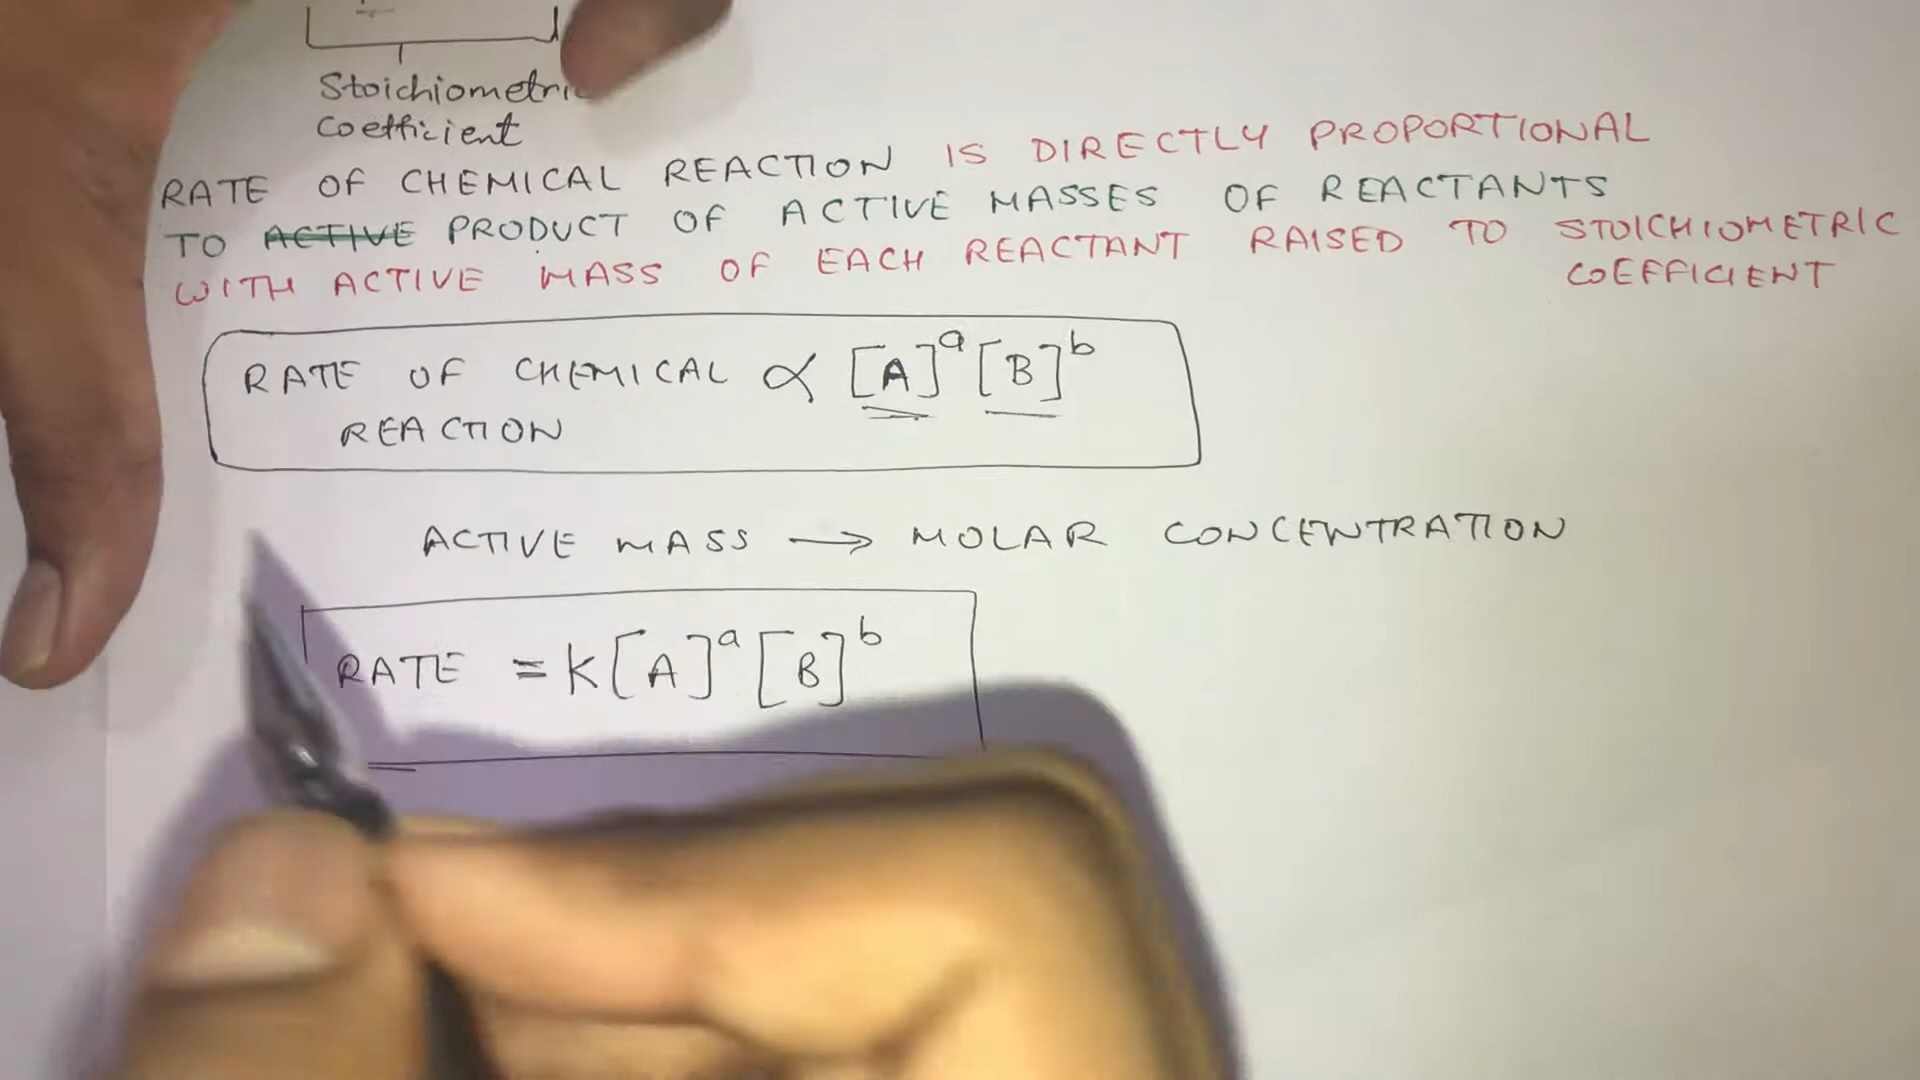 Stoichiometric
coefficient
RATE OF CHEMICAL REACTION IS DIRECTLY PROPORTIONAL
TO ACTIVE PRODUCT OF ACTIVE MASSES OF REACTANTS
WITH ACTIVE MASS OF EACH REACTANT RAISED TO STOICHIOMETRIC
COEFFICIENT
RATE OF CHEMICAL ∝ [A]^a [B]^b
REACTION
ACTIVE MASS → MOLAR CONCENTRATION
RATE = K[A]^a [B]^b